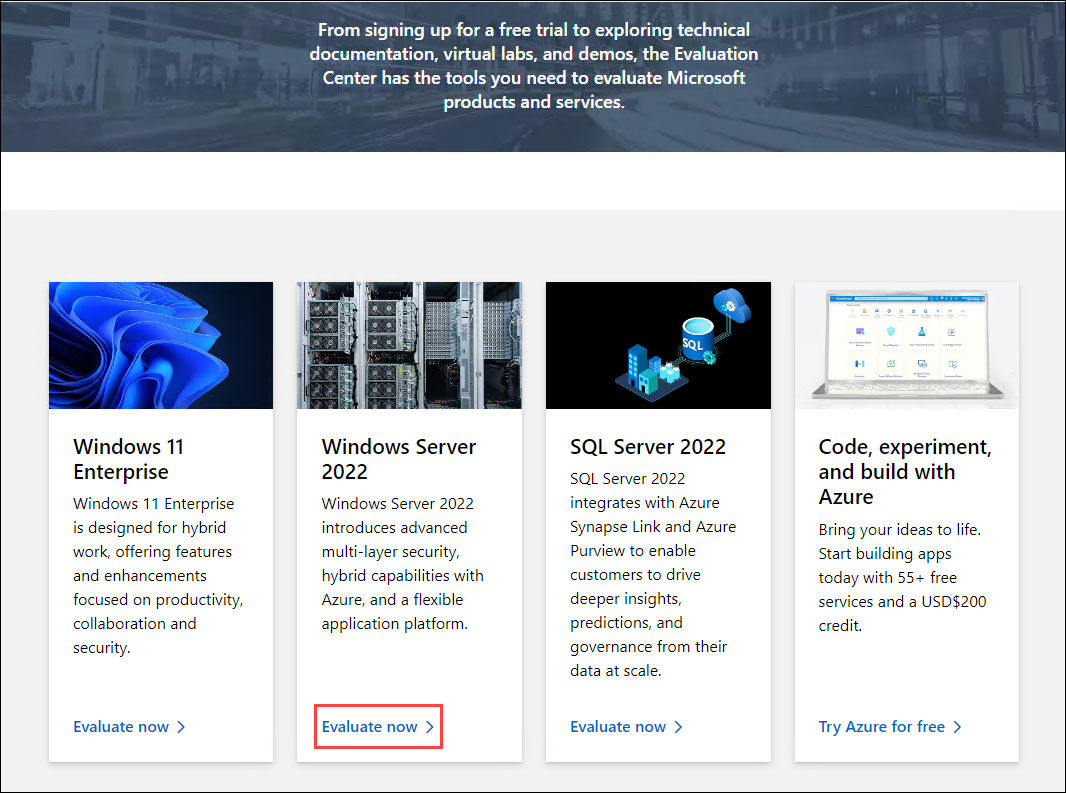 From signing up for a free trial to exploring technical
documentation, virtual labs, and demos, the Evaluation
Center has the tools you need to evaluate Microsoft
products and services.
SQL
Windows 11
Enterprise
Windows 11 Enterprise
is designed for hybrid
work, offering features
and enhancements
focused on productivity,
collaboration and
security.
Evaluate now
Windows Server
2022
Windows Server 2022
introduces advanced
multi-layer security,
hybrid capabilities with
Azure, and a flexible
application platform.
Evaluate now
SQL Server 2022
SQL Server 2022
integrates with Azure
Synapse Link and Azure
Purview to enable
customers to drive
deeper insights,
predictions, and
governance from their
data at scale.
Evaluate now
Code, experiment,
and build with
Azure
Bring your ideas to life.
Start building apps
today with 55+ free
services and a USD$200
credit.
Try Azure for free